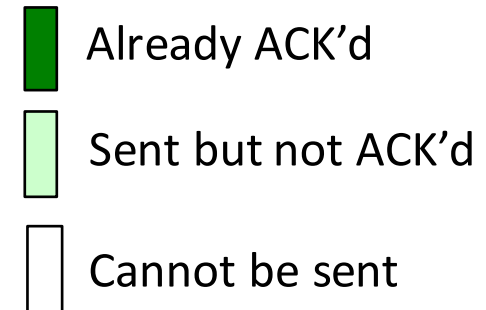 Already ACK’d
Sent but not ACK’d
Cannot be sent